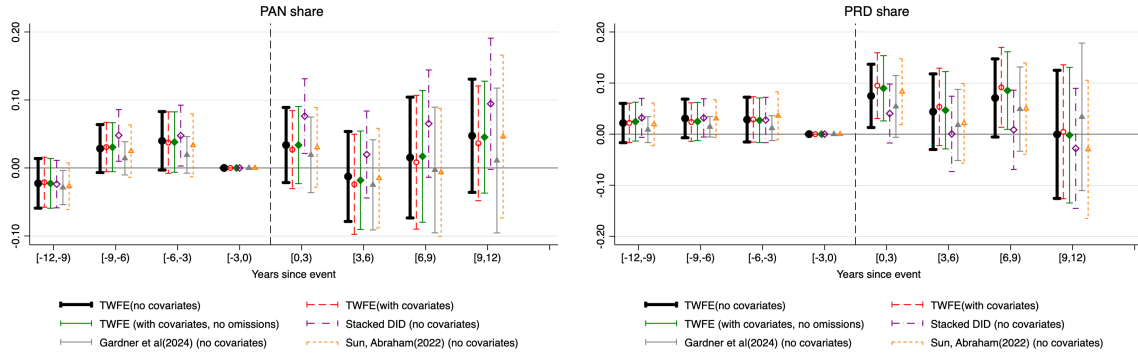 PAN share
0.20
0.10
0.00
-0.10
[-12,-9) [-9,-6) [-6,-3) [-3,0) [0,3) [3,6) [6,9) [9,12)
Years since event
TWFE(no covariates) TWFE(with covariates)
TWFE (with covariates, no omissions) Stacked DID (no covariates)
Gardner et al(2024) (no covariates) Sun, Abraham(2022) (no covariates)
PRD share
0.20
0.10
0.00
-0.10
-0.20
[-12,-9) [-9,-6) [-6,-3) [-3,0) [0,3) [3,6) [6,9) [9,12)
Years since event
TWFE(no covariates) TWFE(with covariates)
TWFE (with covariates, no omissions) Stacked DID (no covariates)
Gardner et al(2024) (no covariates) Sun, Abraham(2022) (no covariates)